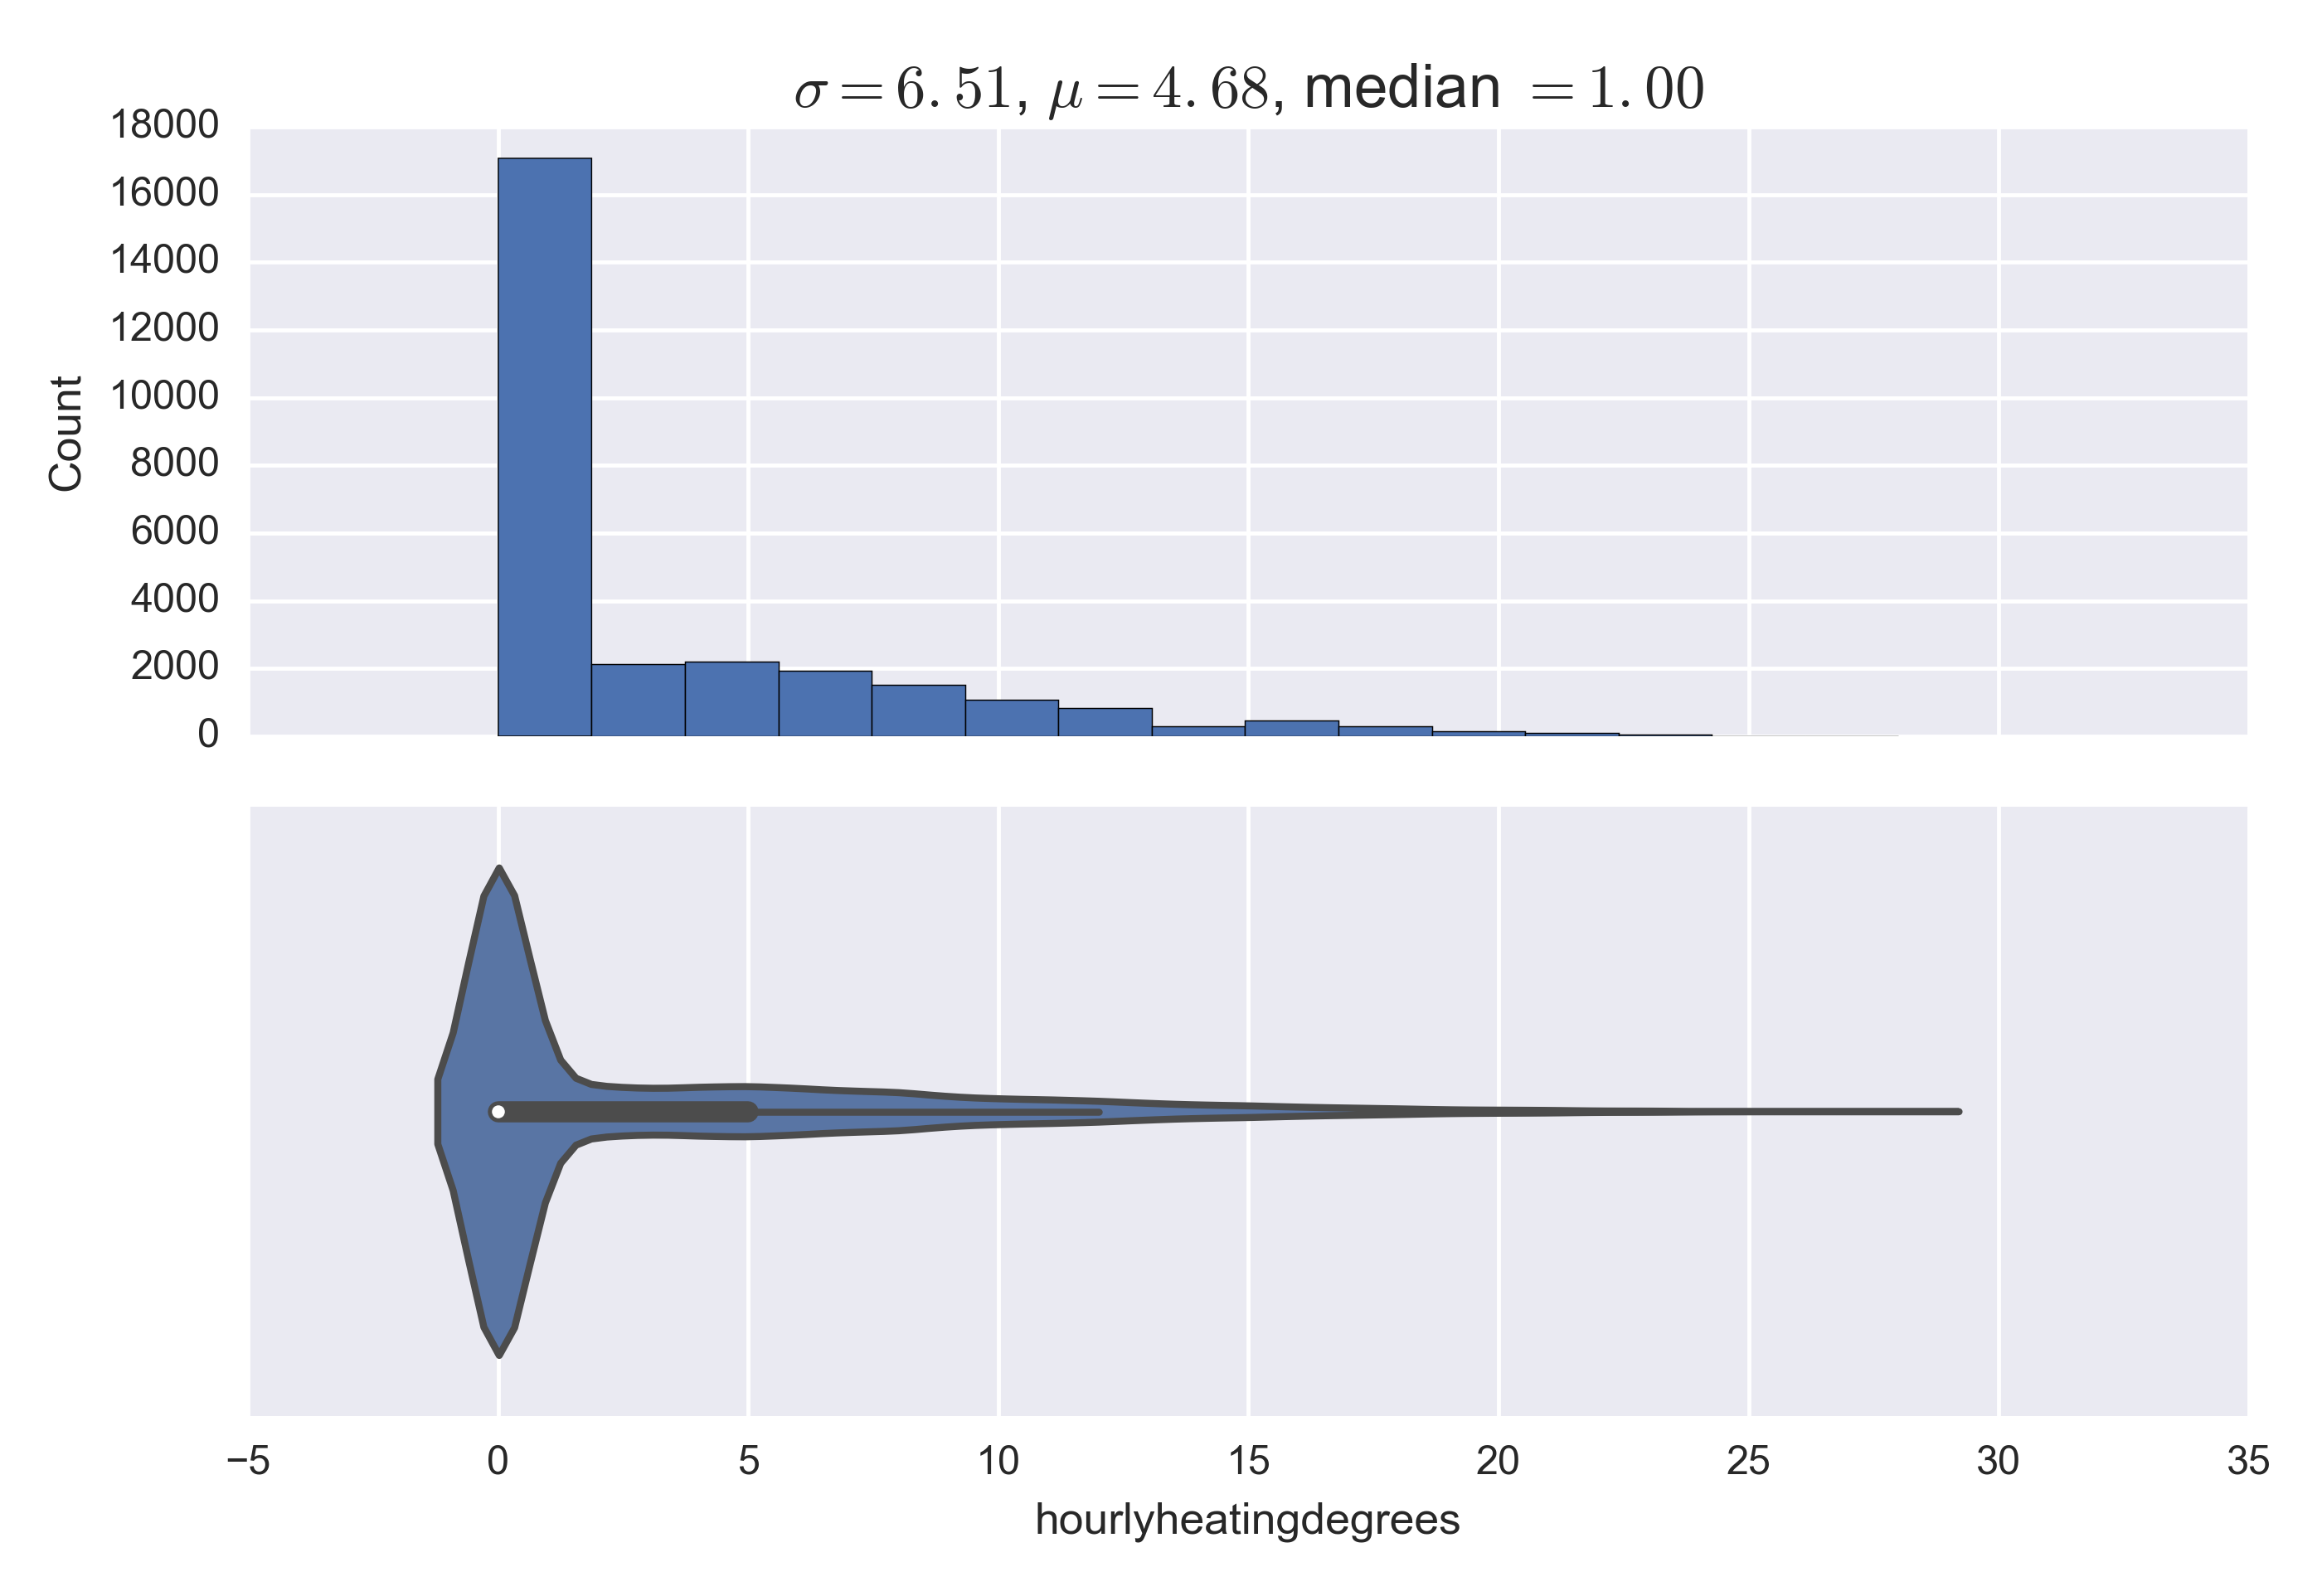 σ = 6.51, μ = 4.68, median = 1.00
18000
16000
14000
12000
10000
8000
6000
4000
2000
0
Count
−5 0 5 10 15 20 25 30 35
hourlyheatingdegrees